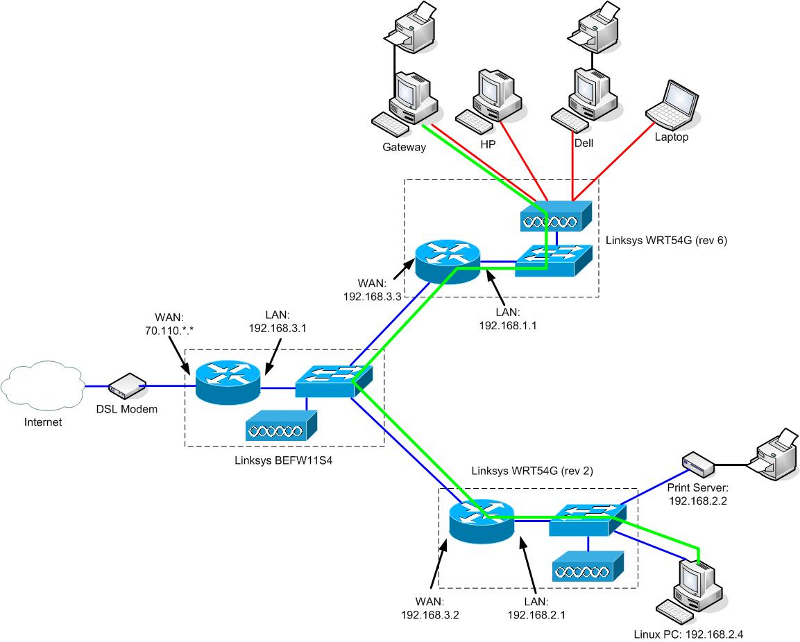 Gateway
HP
Dell
Laptop
Linksys WRT54G (rev 6)
WAN:
192.168.3.3
LAN:
192.168.1.1
WAN:
70.110.*.*
LAN:
192.168.3.1
Internet
DSL Modem
Linksys BEFW11S4
Linksys WRT54G (rev 2)
Print Server:
192.168.2.2
WAN:
192.168.3.2
LAN:
192.168.2.1
Linux PC: 192.168.2.4